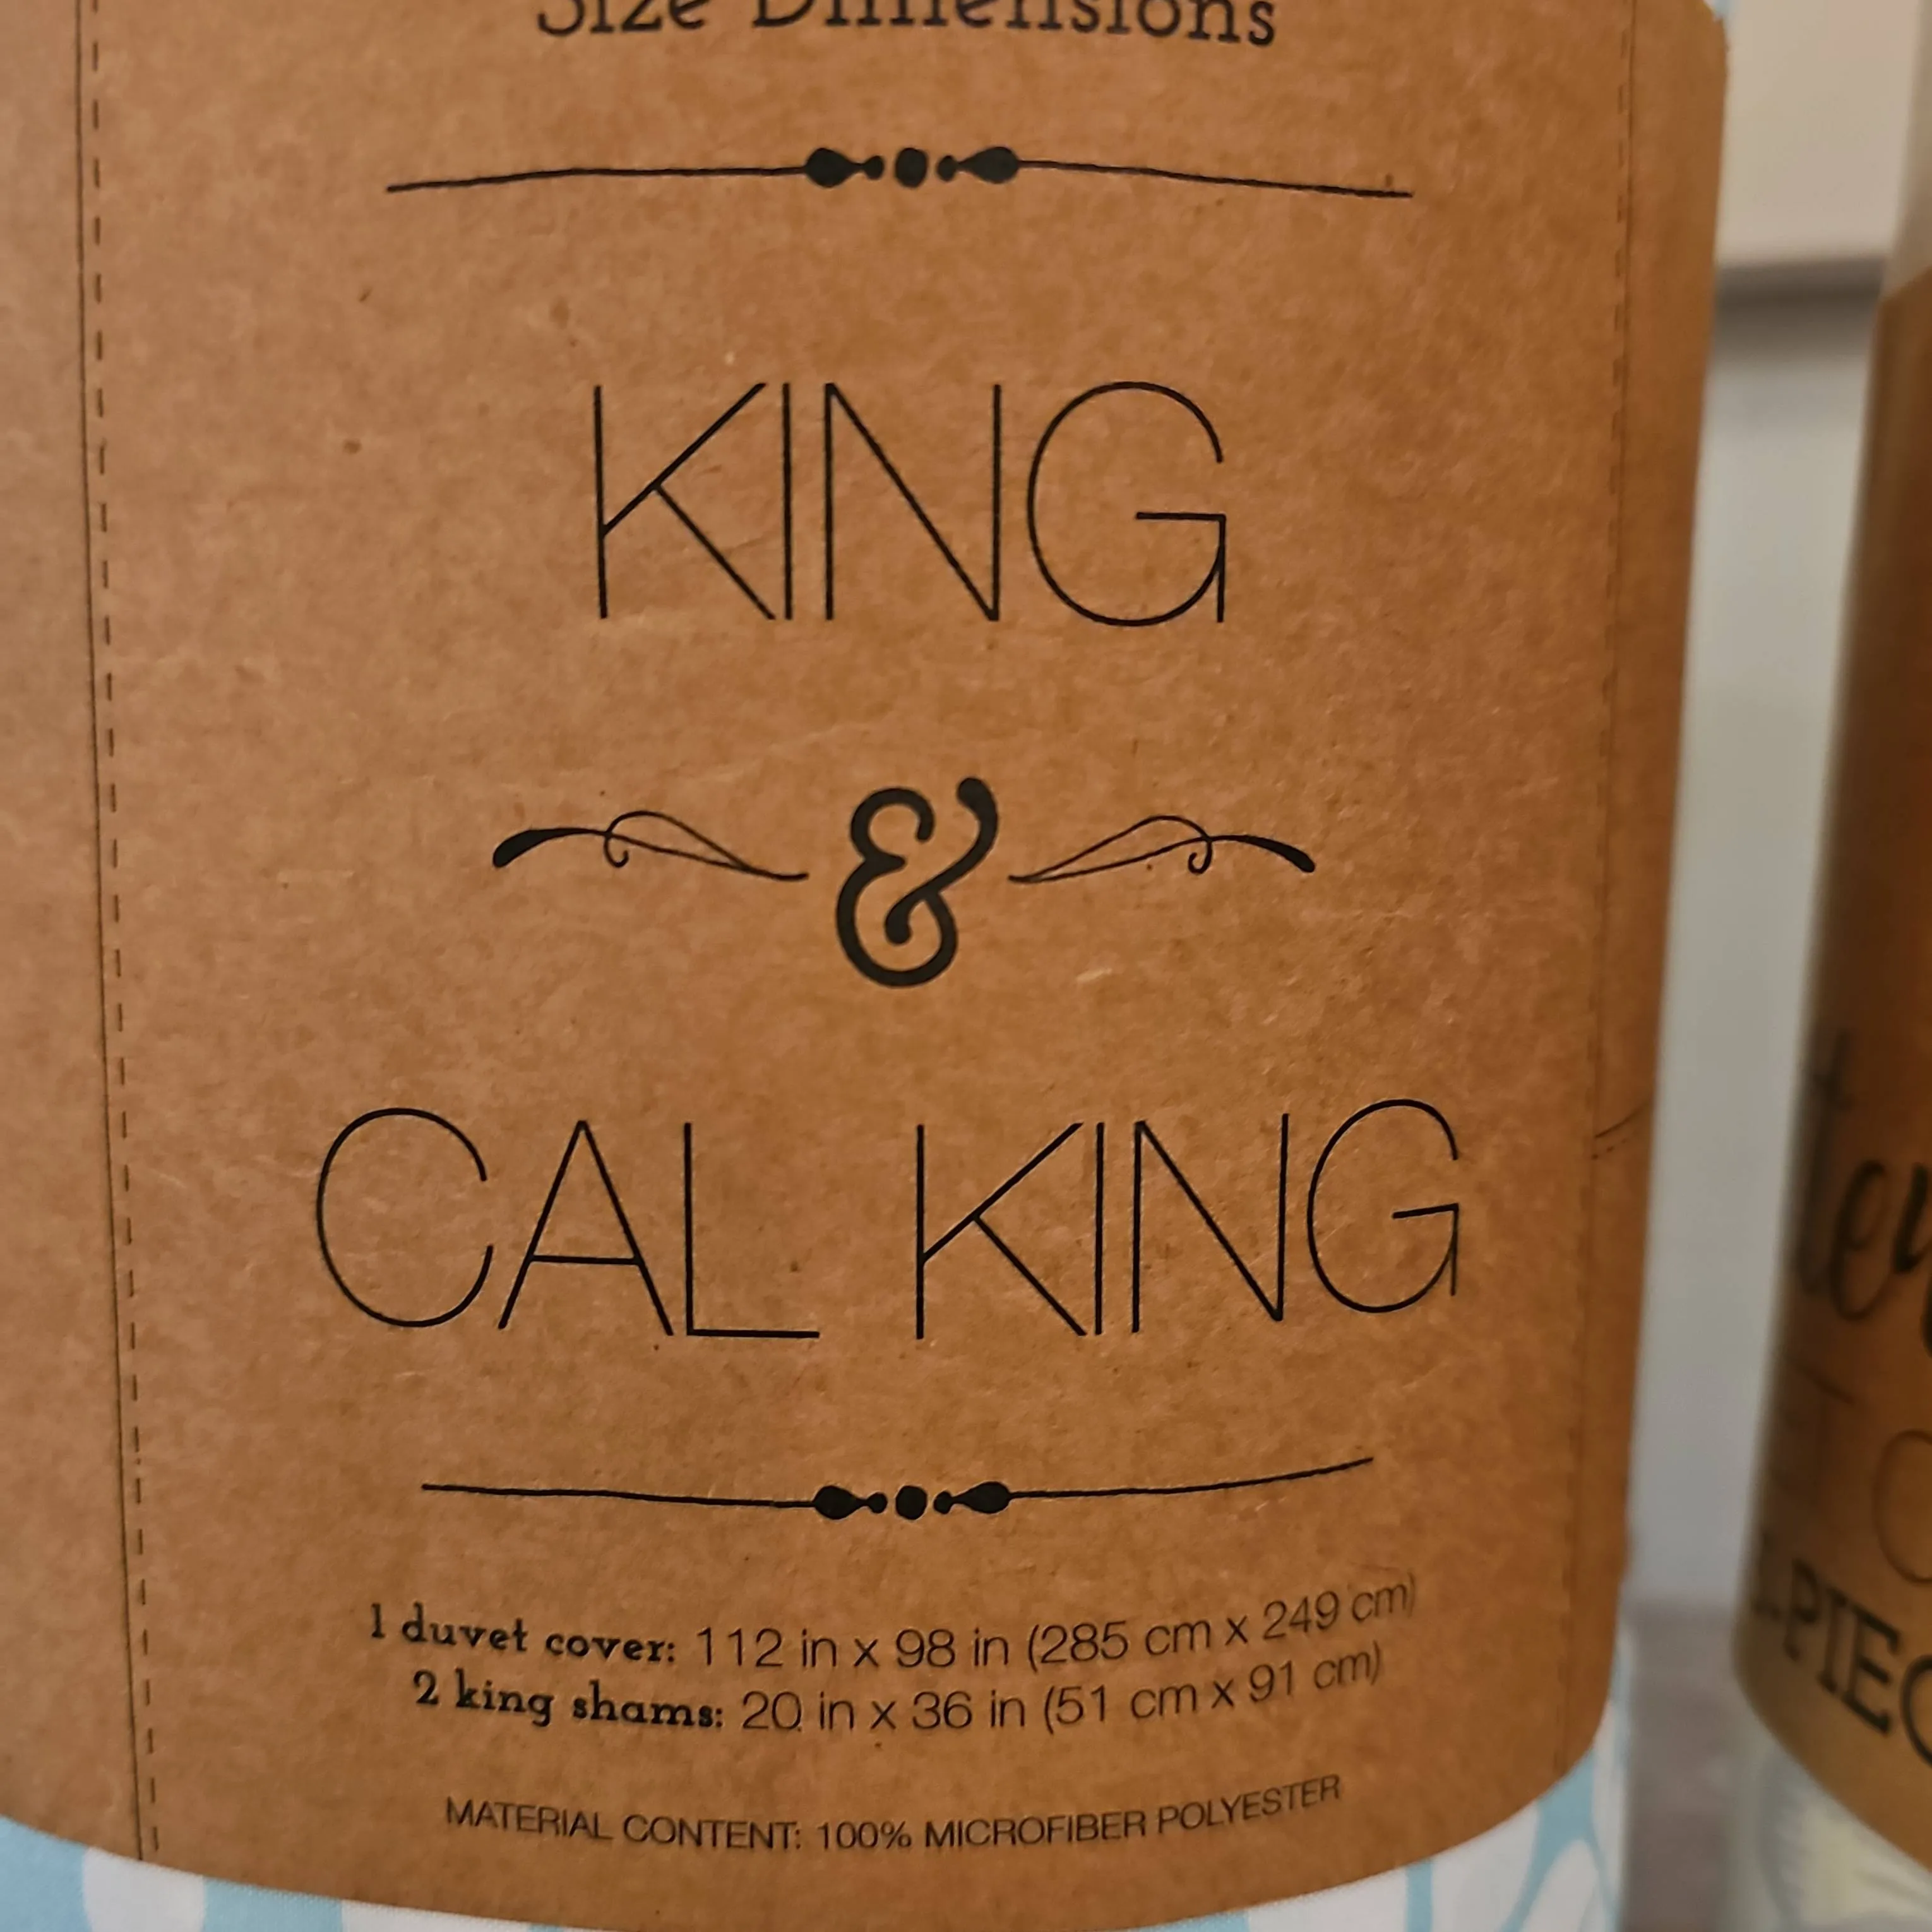 Size Dimensions
KING
&
CAL KING
1 duvet cover: 112 in x 98 in (285 cm x 249 cm)
2 king shams: 20 in x 36 in (51 cm x 91 cm)
MATERIAL CONTENT: 100% MICROFIBER POLYESTER